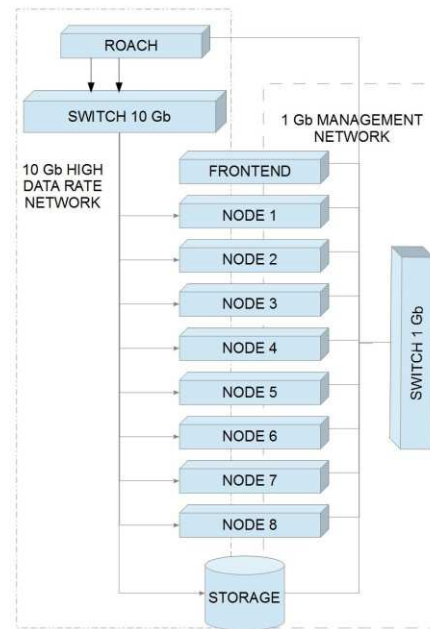 ROACH
SWITCH 10 Gb
1 Gb MANAGEMENT
NETWORK
10 Gb HIGH
DATA RATE
NETWORK
FRONTEND
NODE 1
NODE 2
NODE 3
NODE 4
NODE 5
NODE 6
NODE 7
NODE 8
SWITCH 1 Gb
STORAGE